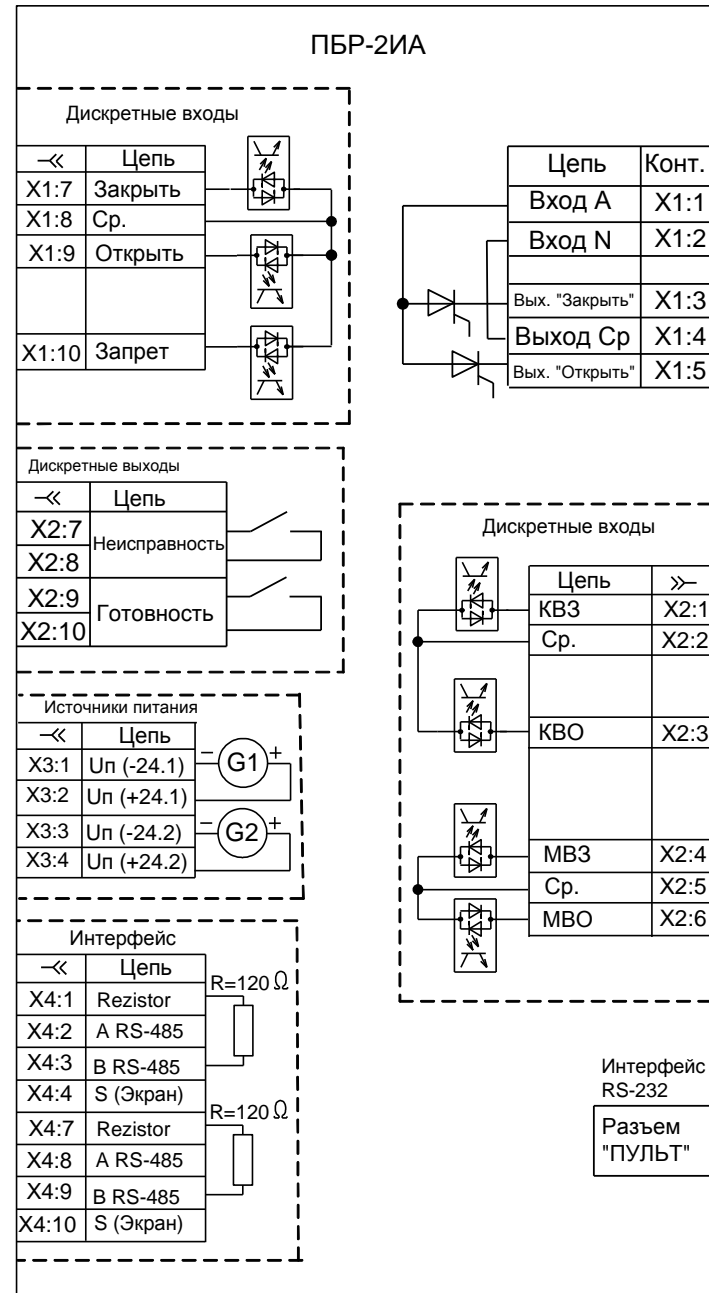 ПБР-2ИА
Дискретные входы
Цепь
X1:7 Закрыть
X1:8 Ср.
X1:9 Открыть
X1:10 Запрет
Цепь Конт.
Вход А X1:1
Вход N X1:2
Вых. "Закрыть" X1:3
Выход Ср X1:4
Вых. "Открыть" X1:5
Дискретные выходы
Цепь
X2:7
Неисправность
X2:8
X2:9
Готовность
X2:10
Дискретные входы
Цепь
КВЗ X2:1
Ср. X2:2
КВО X2:3
МВЗ X2:4
Ср. X2:5
МВО X2:6
Источники питания
Цепь
X3:1 Uп (-24.1) – G1 +
X3:2 Uп (+24.1)
X3:3 Uп (-24.2) – G2 +
X3:4 Uп (+24.2)
Интерфейс
Цепь
R=120 Ω
X4:1 Rezistor
X4:2 A RS-485
X4:3 B RS-485
X4:4 S (Экран)
R=120 Ω
X4:7 Rezistor
X4:8 A RS-485
X4:9 B RS-485
X4:10 S (Экран)
Интерфейс
RS-232
Разъем
"ПУЛЬТ"